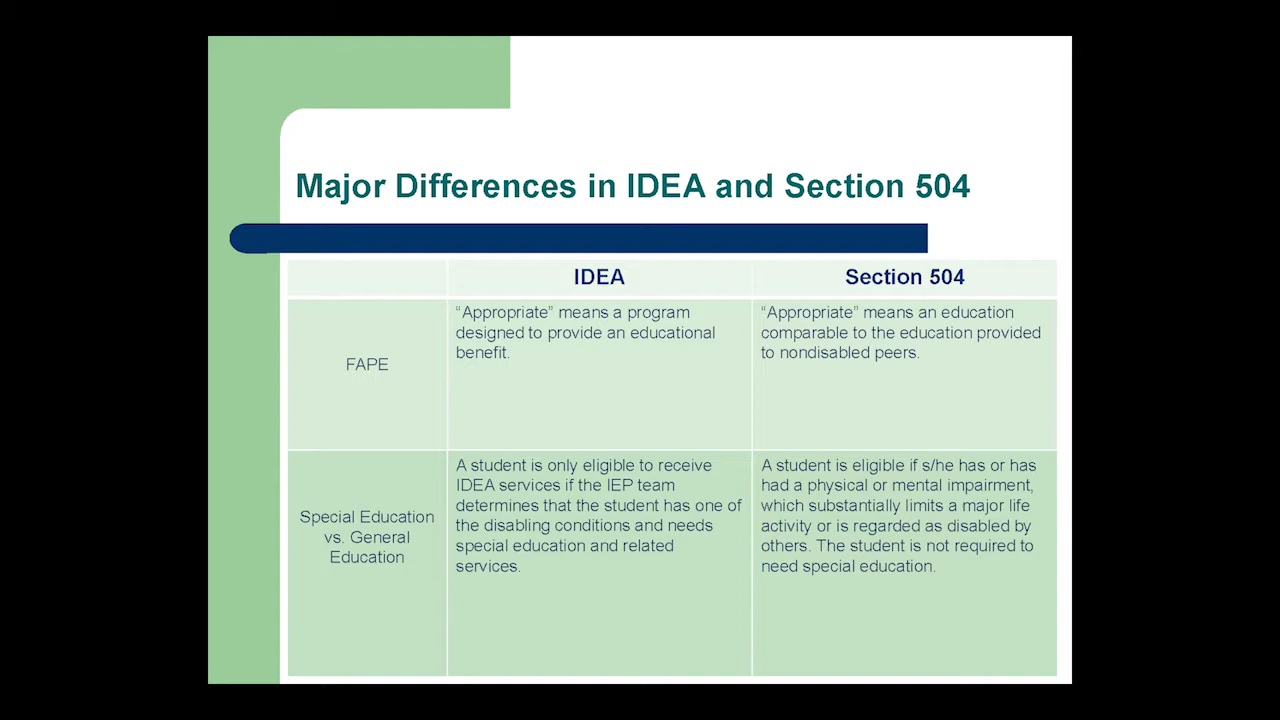 Major Differences in IDEA and Section 504
IDEA
Section 504
FAPE
“Appropriate” means a program
designed to provide an educational
benefit.
“Appropriate” means an education
comparable to the education provided
to nondisabled peers.
Special Education
vs. General
Education
A student is only eligible to receive
IDEA services if the IEP team
determines that the student has one of
the disabling conditions and needs
special education and related
services.
A student is eligible if s/he has or has
had a physical or mental impairment,
which substantially limits a major life
activity or is regarded as disabled by
others. The student is not required to
need special education.